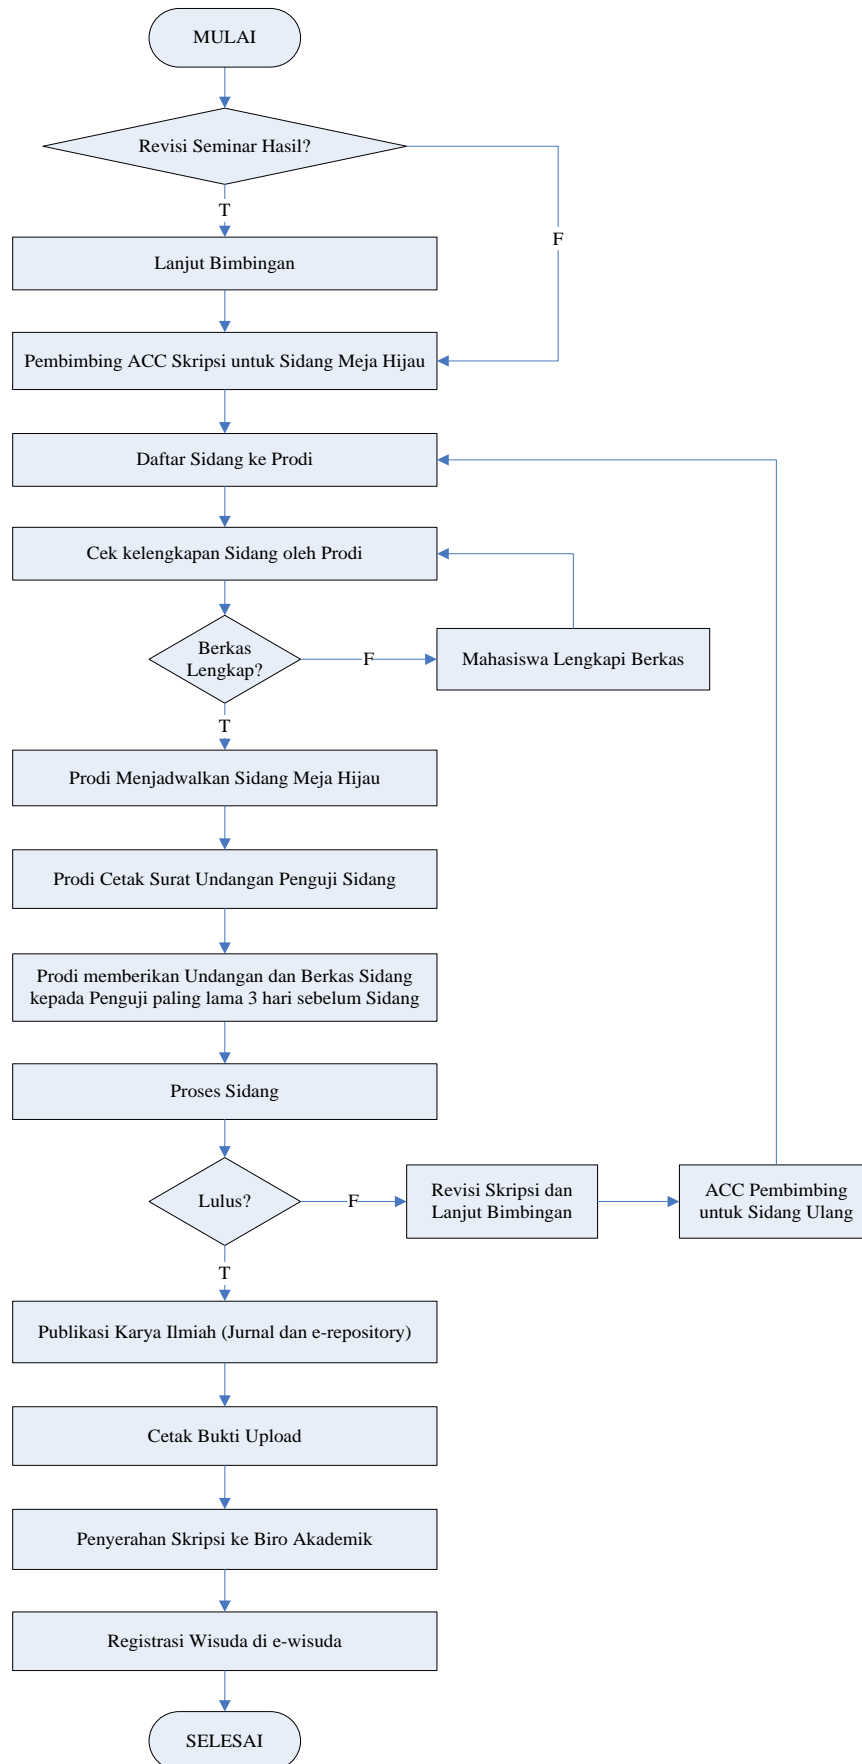 MULAI
Revisi Seminar Hasil?
T
F
Lanjut Bimbingan
Pembimbing ACC Skripsi untuk Sidang Meja Hijau
Daftar Sidang ke Prodi
Cek kelengkapan Sidang oleh Prodi
Berkas
Lengkap?
F
Mahasiswa Lengkapi Berkas
T
Prodi Menjadwalkan Sidang Meja Hijau
Prodi Cetak Surat Undangan Penguji Sidang
Prodi memberikan Undangan dan Berkas Sidang
kepada Penguji paling lama 3 hari sebelum Sidang
Proses Sidang
Lulus?
F
Revisi Skripsi dan
Lanjut Bimbingan
ACC Pembimbing
untuk Sidang Ulang
T
Publikasi Karya Ilmiah (Jurnal dan e-repository)
Cetak Bukti Upload
Penyerahan Skripsi ke Biro Akademik
Registrasi Wisuda di e-wisuda
SELESAI